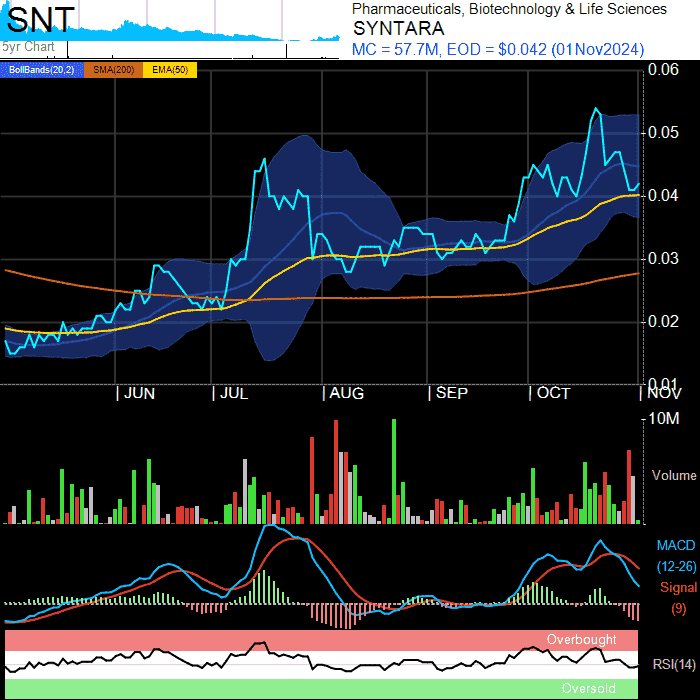 SNT
5yr Chart
Pharmaceuticals, Biotechnology & Life Sciences
SYNTARA
MC = 57.7M, EOD = $0.042 (01Nov2024)
BollBands(20,2) SMA(200) EMA(50)
0.06
0.05
0.04
0.03
0.02
0.01
| JUN | JUL | AUG | SEP | OCT | NOV
10M
Volume
MACD
(12-26)
Signal
(9)
Overbought
RSI(14)
Oversold